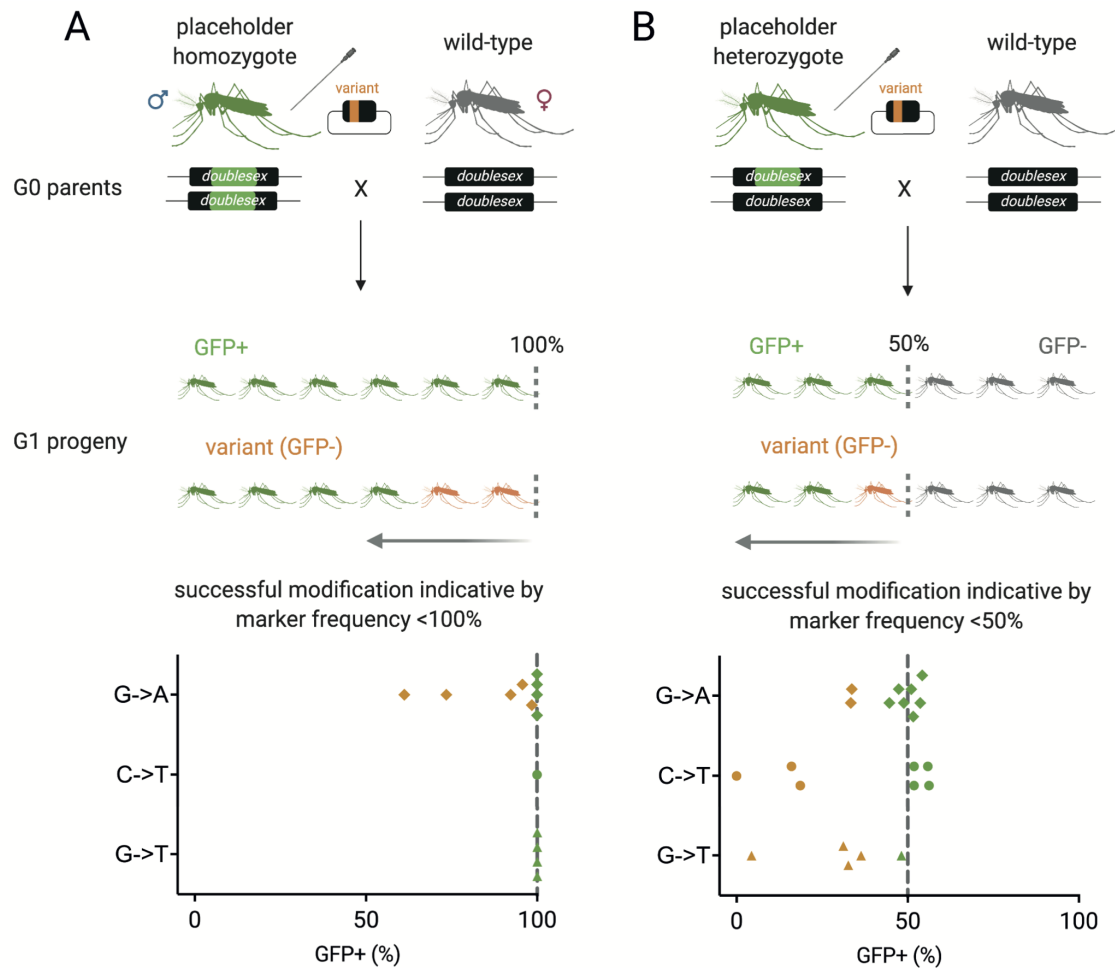 A
placeholder
homozygote
wild-type
♂
variant
♀
G0 parents
doublesex
doublesex
X
doublesex
doublesex
GFP+
100%
G1 progeny
variant (GFP-)
successful modification indicative by
marker frequency <100%
G->A
C->T
G->T
0
50
100
GFP+ (%)
B
placeholder
heterozygote
wild-type
variant
doublesex
doublesex
X
doublesex
doublesex
GFP+
50%
GFP-
variant (GFP-)
successful modification indicative by
marker frequency <50%
G->A
C->T
G->T
0
50
100
GFP+ (%)